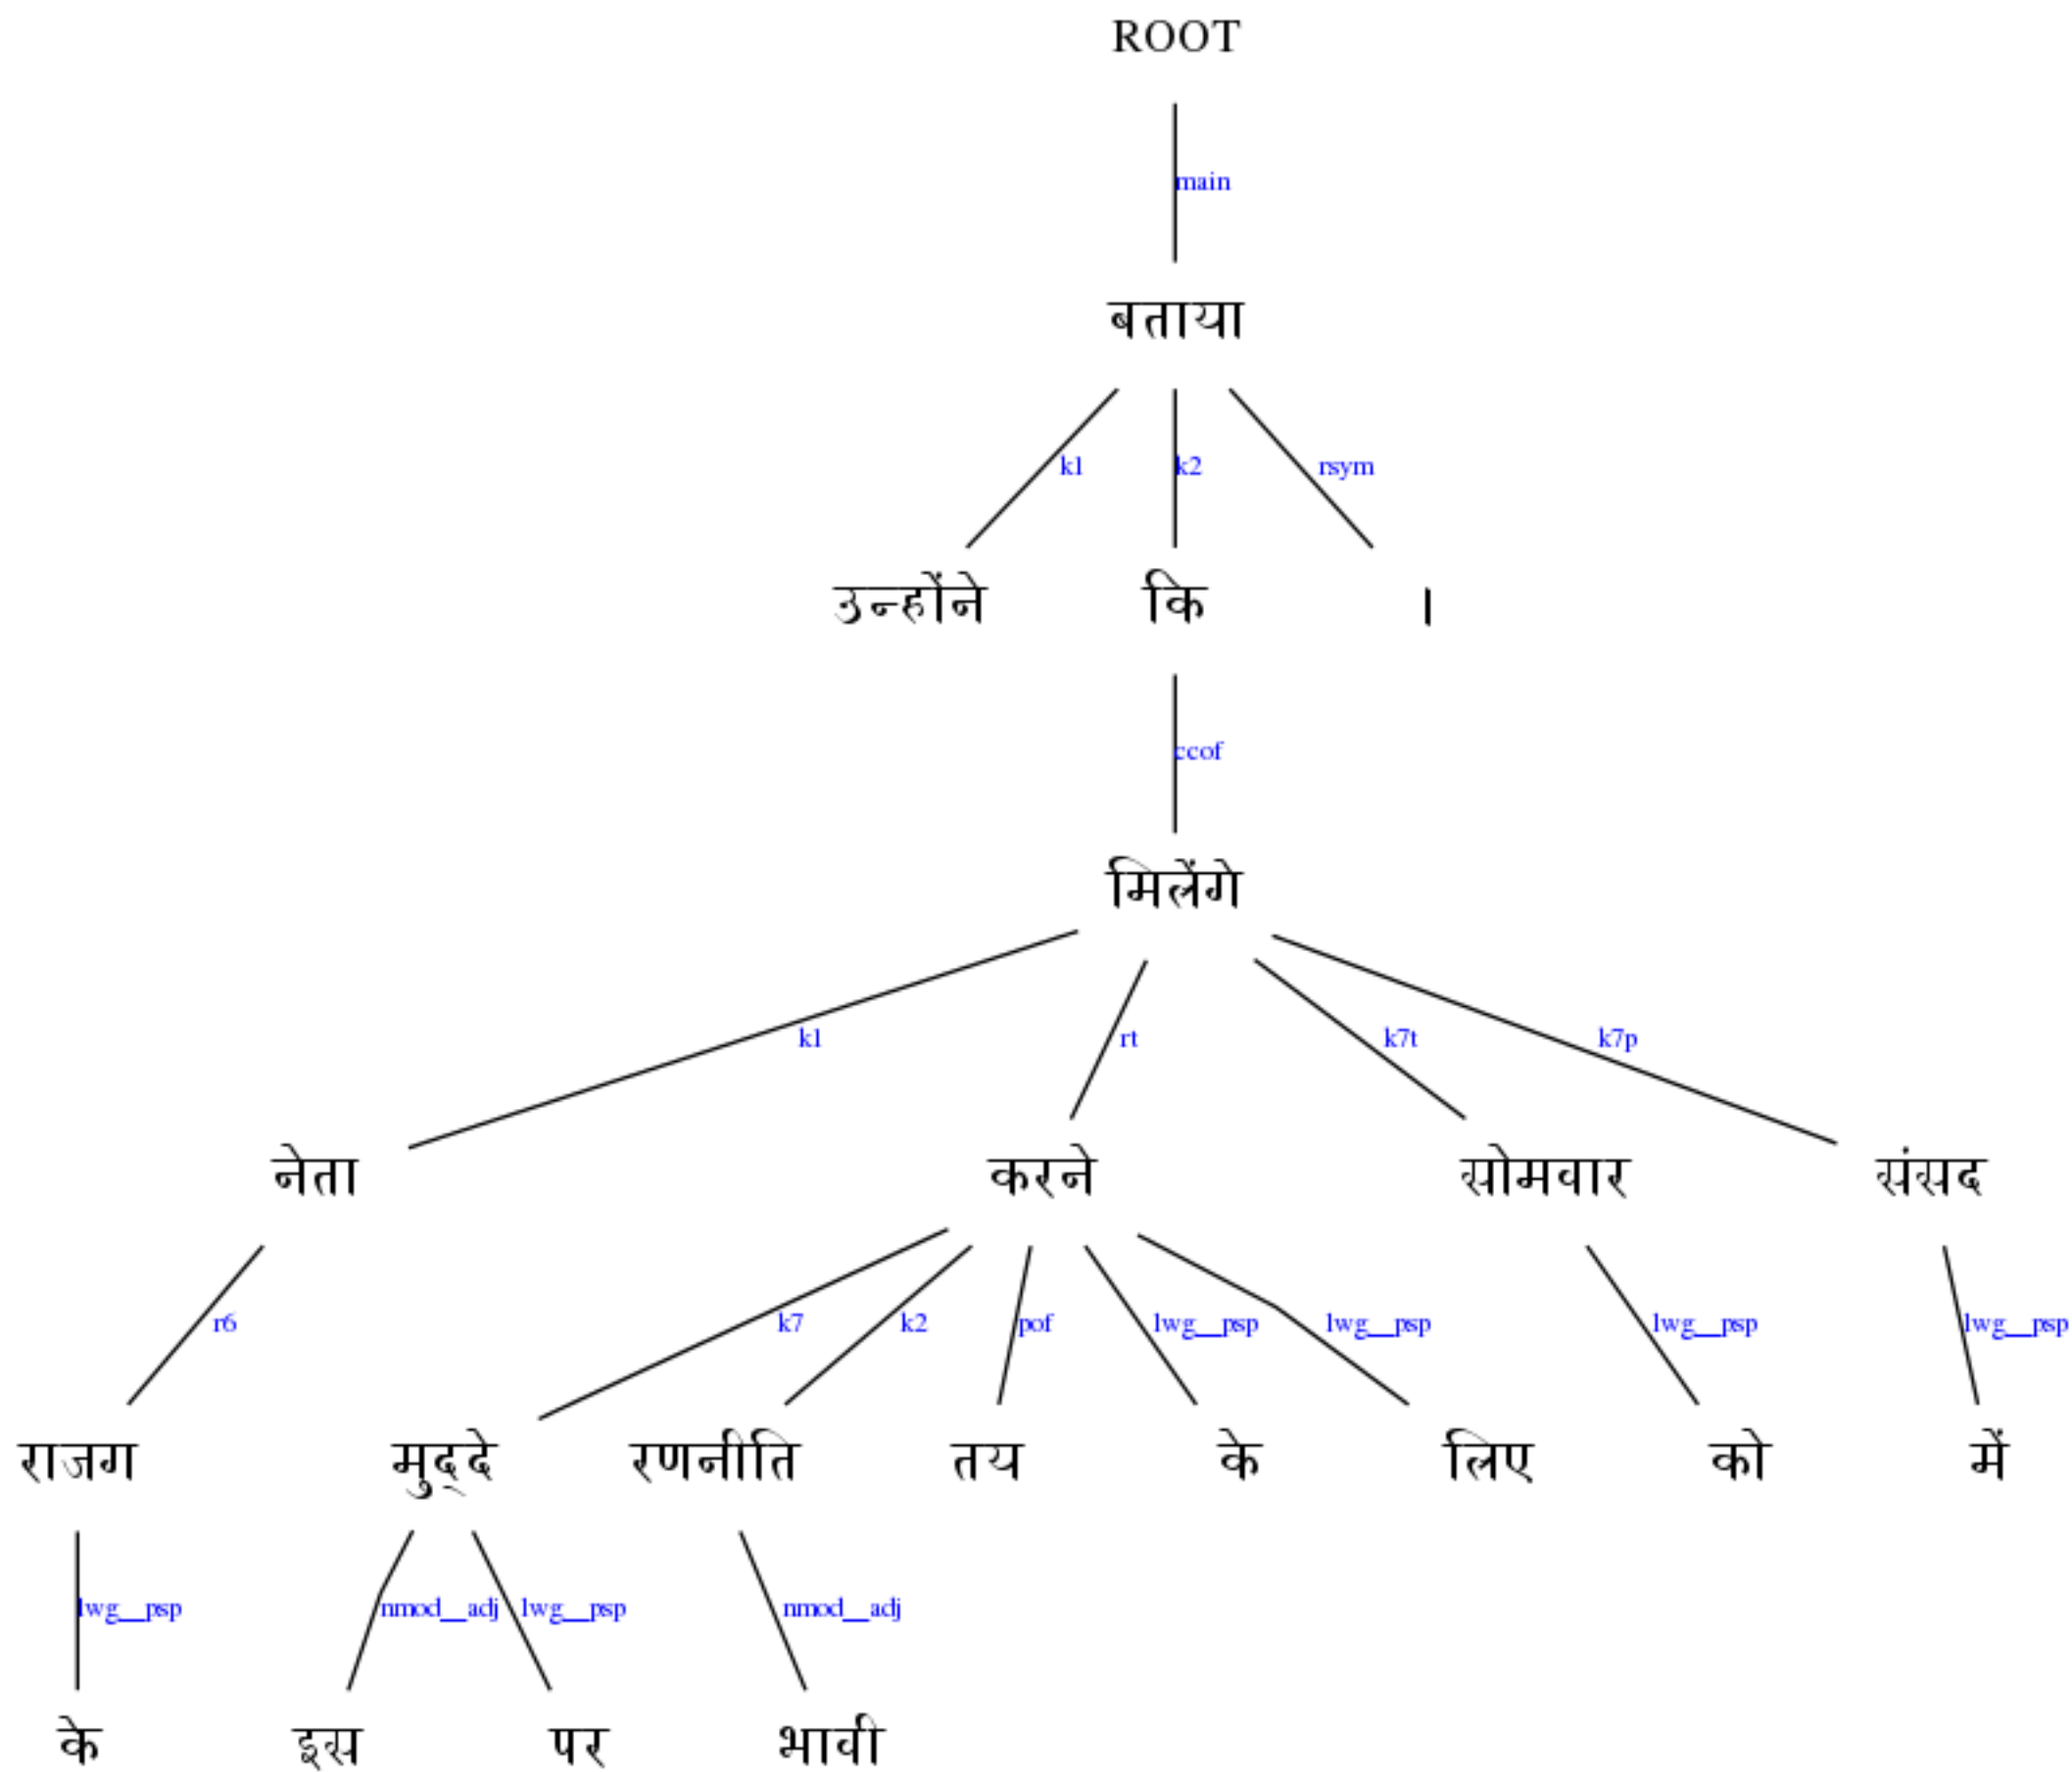 ROOT
main
बताया
k1 k2 rsym
उन्होंने कि ।
ccof
मिलेंगे
k1 rt k7t k7p
नेता करने सोमवार संसद
r6 k7 k2 pof lwg__psp lwg__psp lwg__psp lwg__psp
राजग मुद्दे रणनीति तय के लिए को में
lwg__psp nmod__adj lwg__psp nmod__adj
के इस पर भावी